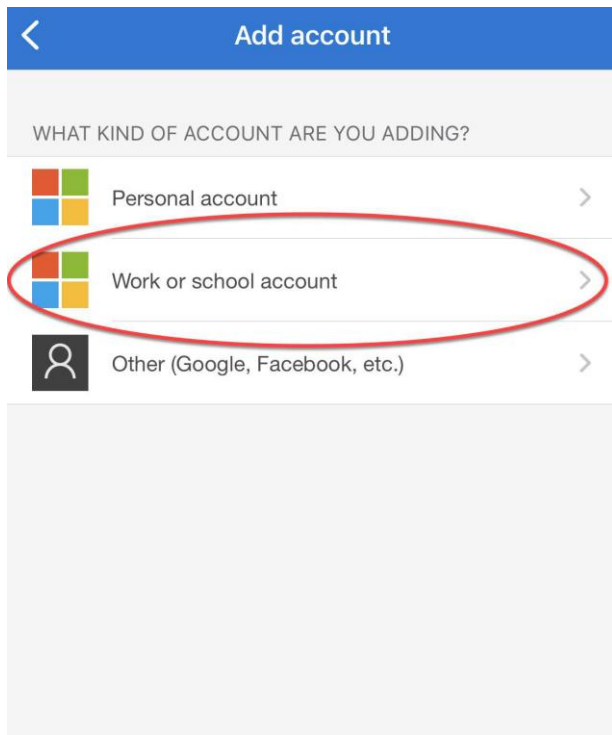 Add account
WHAT KIND OF ACCOUNT ARE YOU ADDING?
Personal account
Work or school account
Other (Google, Facebook, etc.)